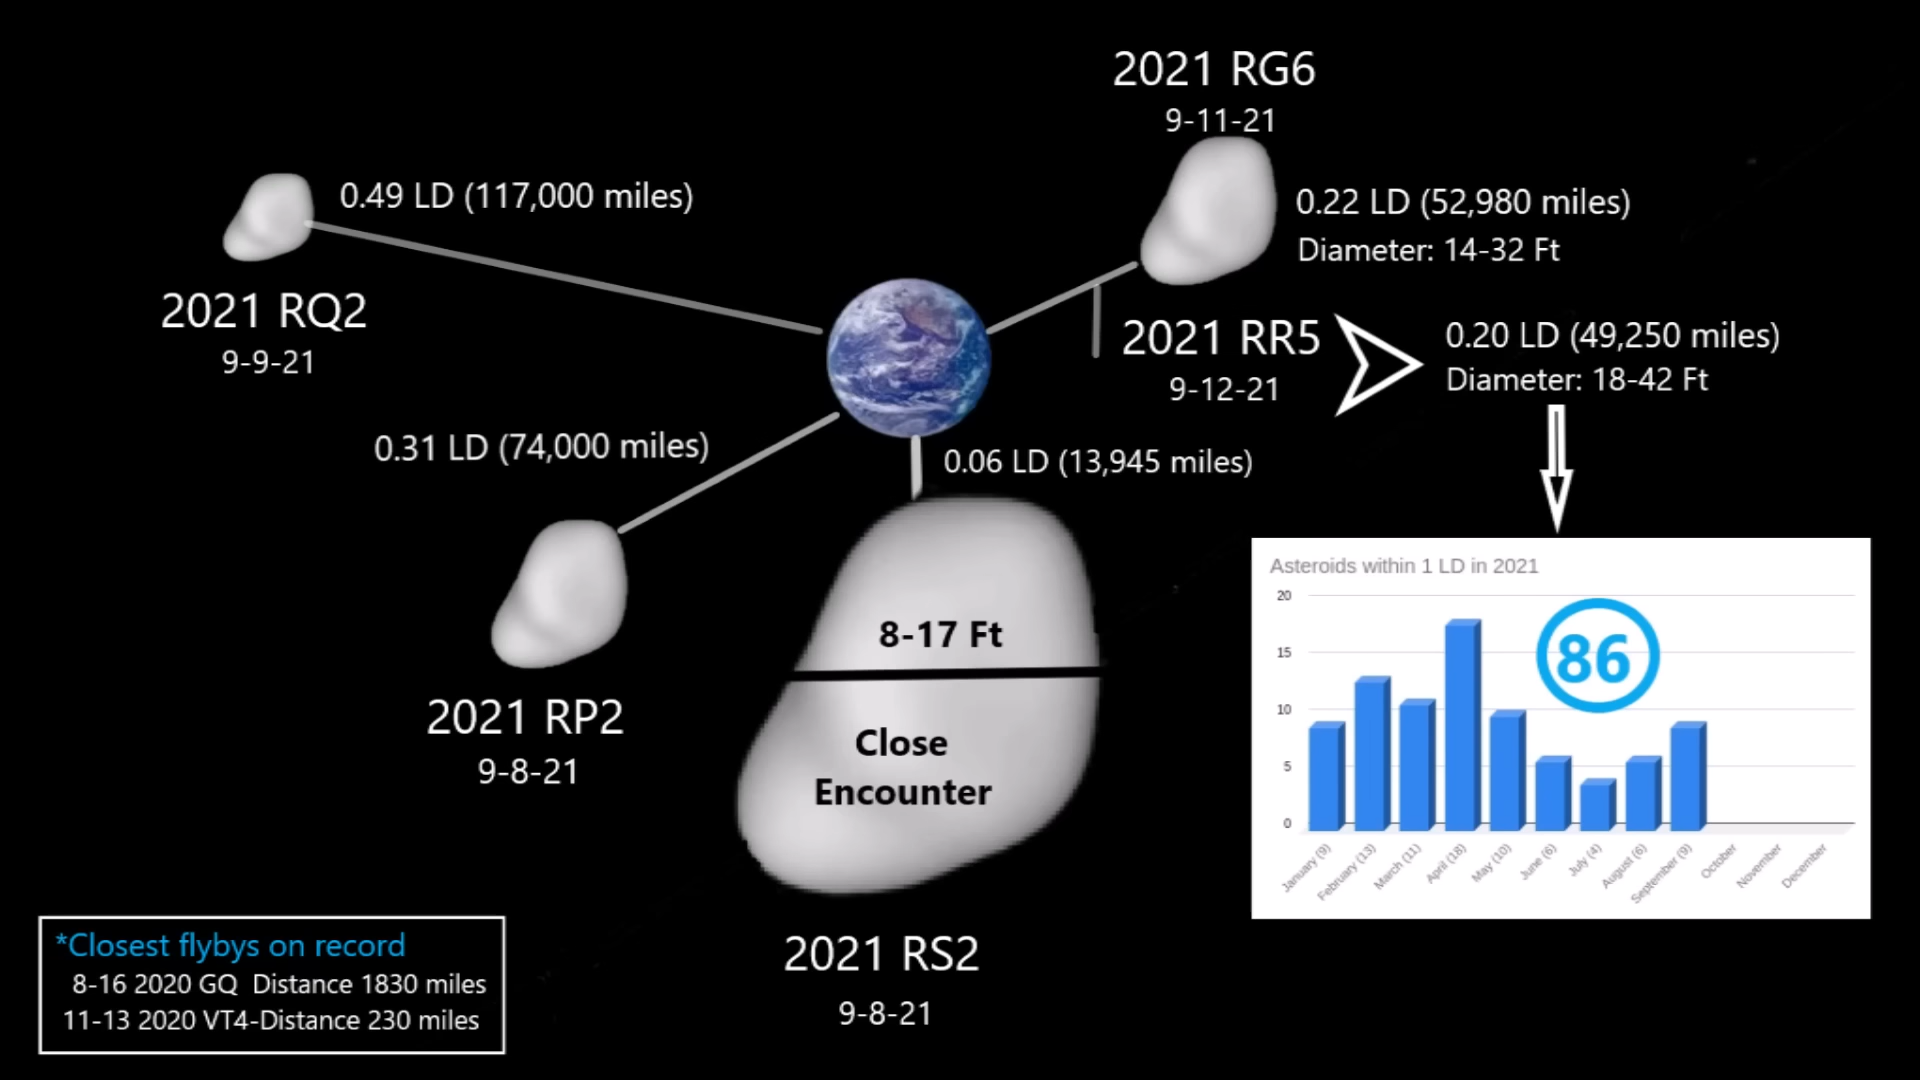 2021 RG6
9-11-21
0.49 LD (117,000 miles)
0.22 LD (52,980 miles)
Diameter: 14-32 Ft
2021 RQ2
9-9-21
2021 RR5
9-12-21
0.20 LD (49,250 miles)
Diameter: 18-42 Ft
0.31 LD (74,000 miles)
0.06 LD (13,945 miles)
8-17 Ft
Close
Encounter
2021 RP2
9-8-21
2021 RS2
9-8-21
Asteroids within 1 LD in 2021
86
20
15
10
5
0
January (9)
February (13)
March (11)
April (18)
May (10)
June (6)
July (4)
August (6)
September (9)
October
November
December
*Closest flybys on record
8-16 2020 GQ Distance 1830 miles
11-13 2020 VT4-Distance 230 miles